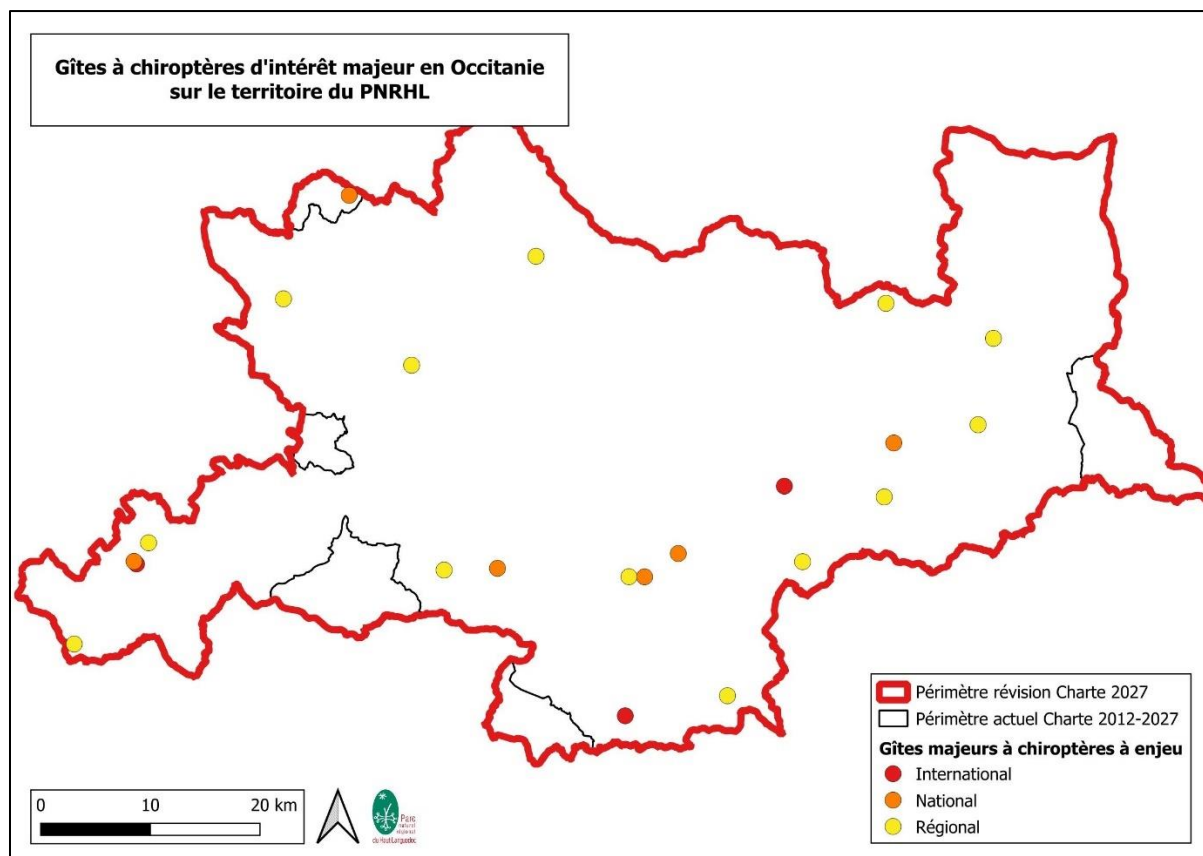 Gîtes à chiroptères d'intérêt majeur en Occitanie
sur le territoire du PNRHL
Périmètre révision Charte 2027
Périmètre actuel Charte 2012-2027
Gîtes majeurs à chiroptères à enjeu
International
National
Régional
0 10 20 km
Parc
naturel
régional
du Haut-Languedoc